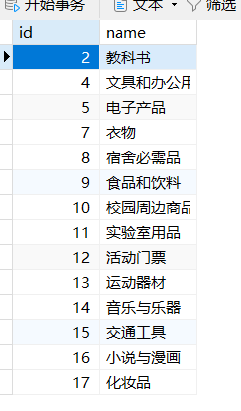 开始事务 文本 筛选
id name
2 教科书
4 文具和办公用
5 电子产品
7 衣物
8 宿舍必需品
9 食品和饮料
10 校园周边商品
11 实验室用品
12 活动门票
13 运动器材
14 音乐与乐器
15 交通工具
16 小说与漫画
17 化妆品